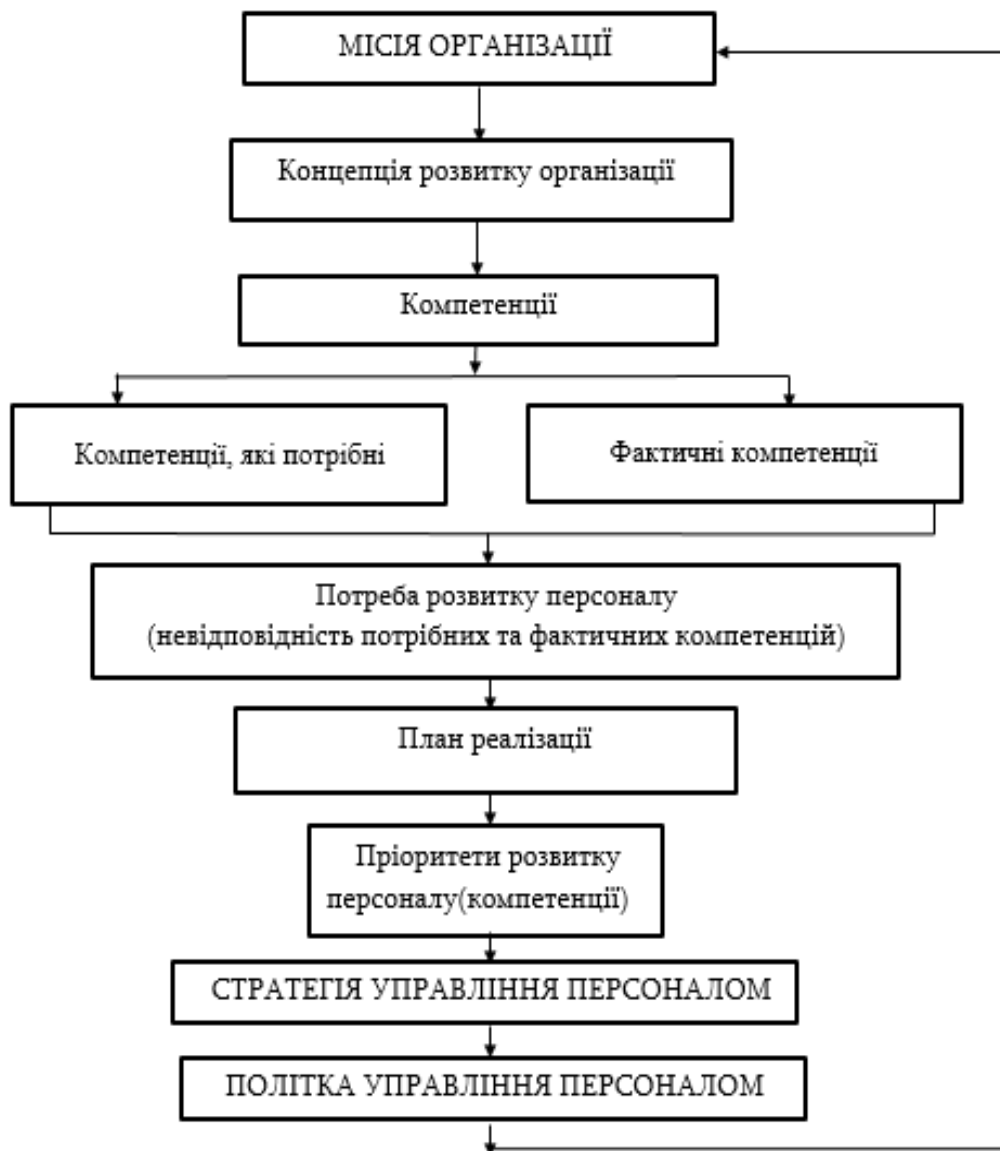 МІСІЯ ОРГАНІЗАЦІЇ
Концепція розвитку організації
Компетенції
Компетенції, які потрібні
Фактичні компетенції
Потреба розвитку персоналу
(невідповідність потрібних та фактичних компетенцій)
План реалізації
Пріоритети розвитку
персоналу(компетенції)
СТРАТЕГІЯ УПРАВЛІННЯ ПЕРСОНАЛОМ
ПОЛІТКА УПРАВЛІННЯ ПЕРСОНАЛОМ